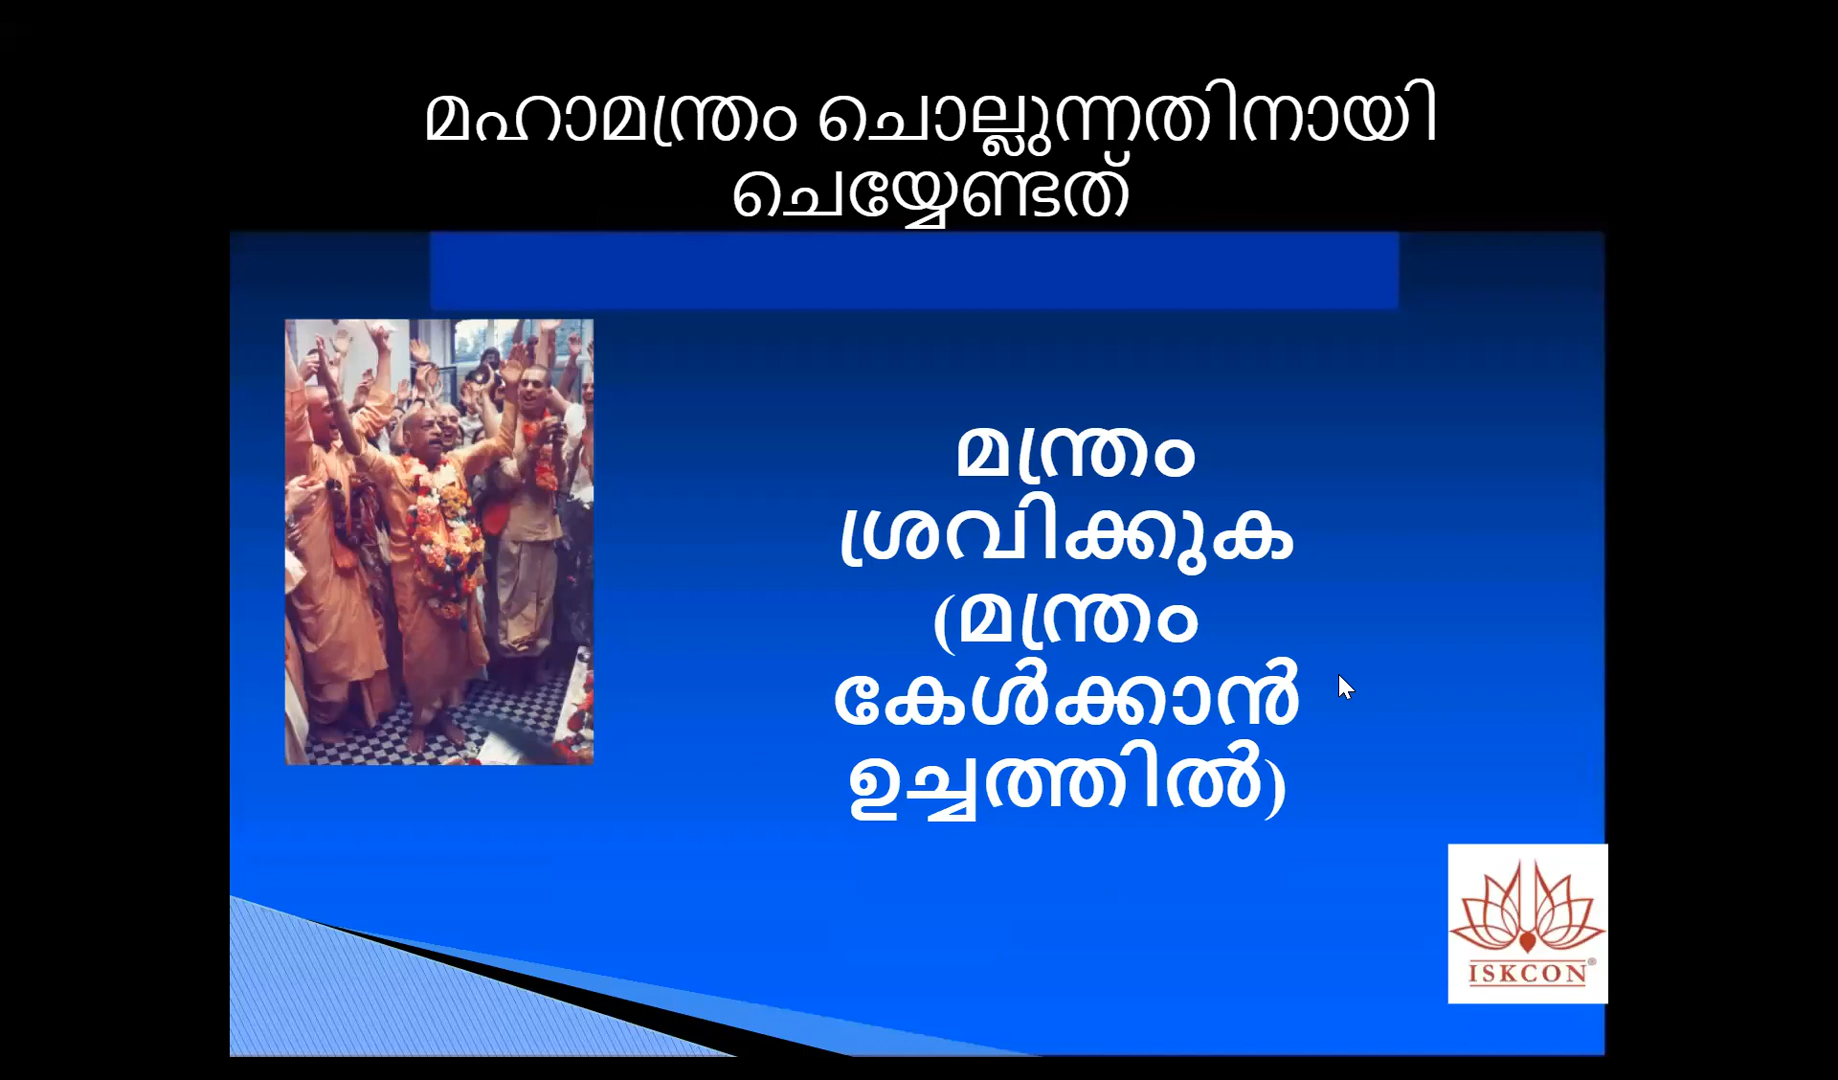 മഹാമന്ത്രം ചൊല്ലുന്നതിനായി
ചെയ്യേണ്ടത്
മന്ത്രം
ശ്രവിക്കുക
(മന്ത്രം
കേൾക്കാൻ
ഉച്ചത്തിൽ)
ISKCON®